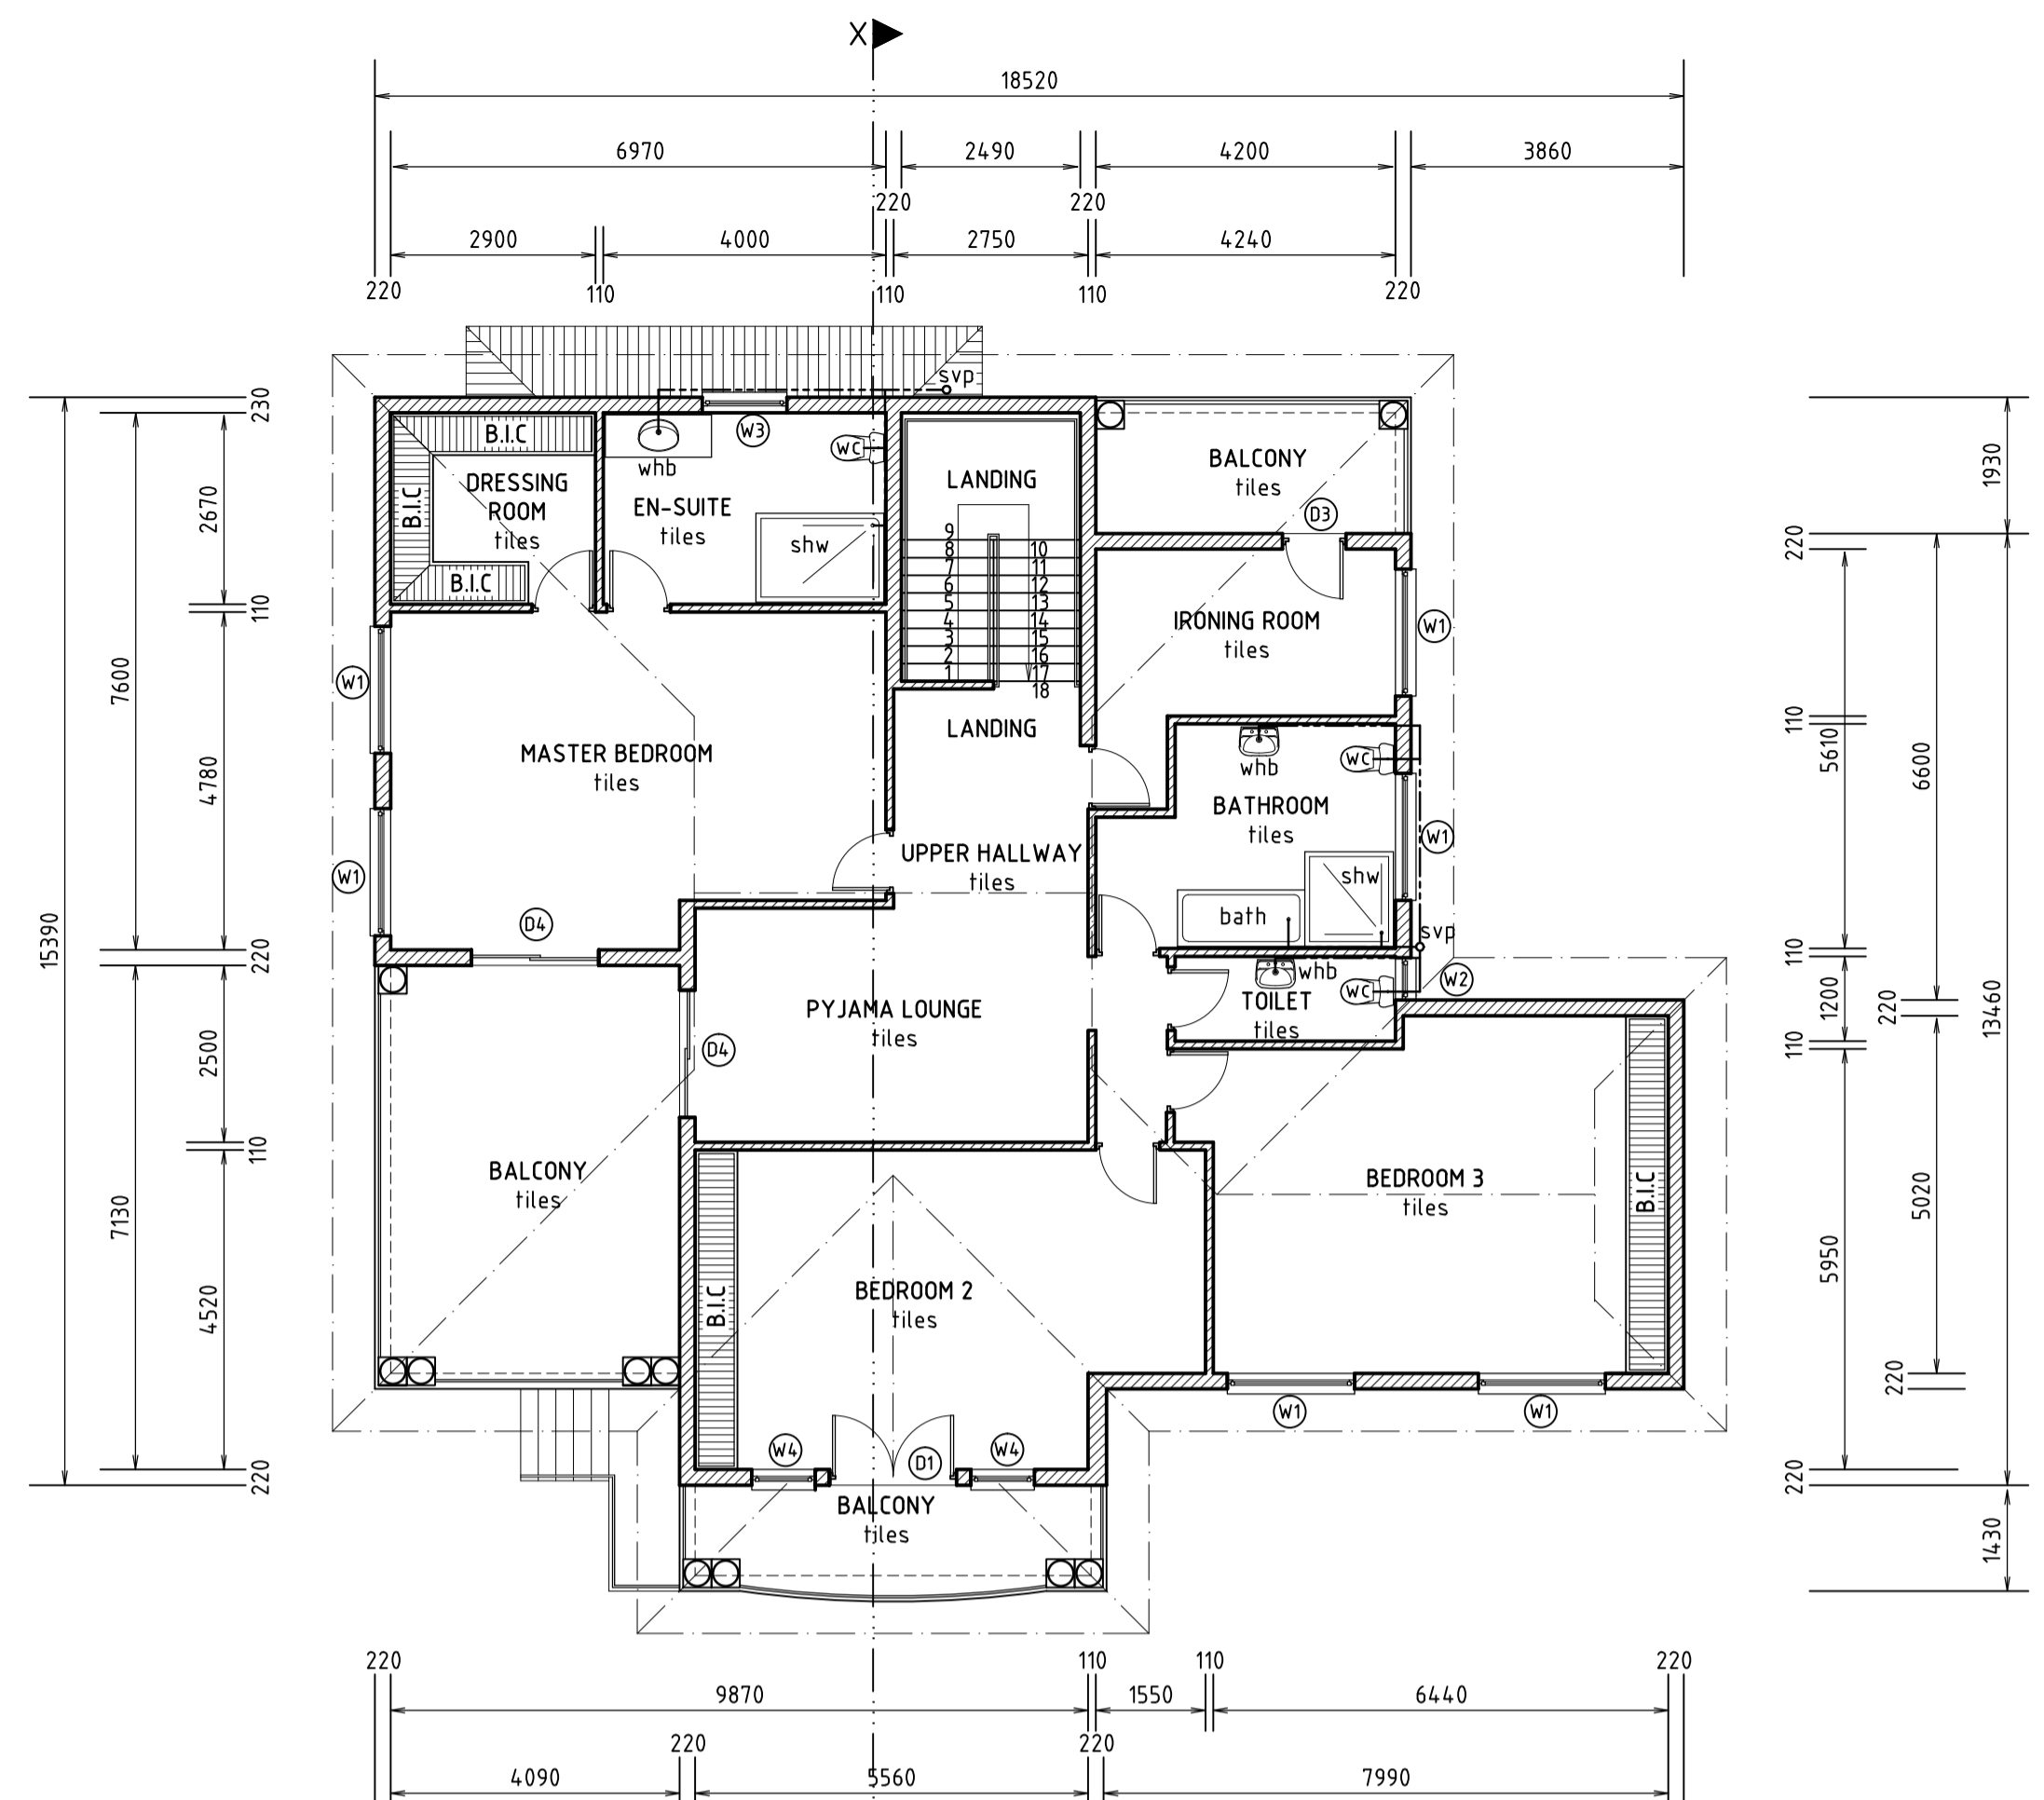 X
18520
6970 2490 4200 3860
220 220
2900 4000 2750 4240
220 110 110 110 220
svp
B.I.C
W3
WC
whb
DRESSING
ROOM
tiles
B.I.C
B.I.C
EN-SUITE
tiles
shw
LANDING
9
8 10
7 11
6 12
5 13
4 14
3 15
2 16
1 17
18
BALCONY
tiles
D3
IRONING ROOM
tiles
W1
W1
LANDING
MASTER BEDROOM
tiles
whb
WC
BATHROOM
tiles
W1
UPPER HALLWAY
tiles
W1
shw
bath
svp
D4
whb
WC
W2
TOILET
tiles
PYJAMA LOUNGE
tiles
D4
BALCONY
tiles
BEDROOM 3
tiles
B.I.C
BEDROOM 2
tiles
B.I.C
W1
W1
W4
D1
W4
BALCONY
tiles
15390
7600
7130
2670
4780
2500
4520
230
110
220
110
220
220
110
110
110
220
5610
1200
5950
220
220
6600
5020
1930
13460
1430
220 110 110 220
9870 1550 6440
220 220
4090 5560 7990